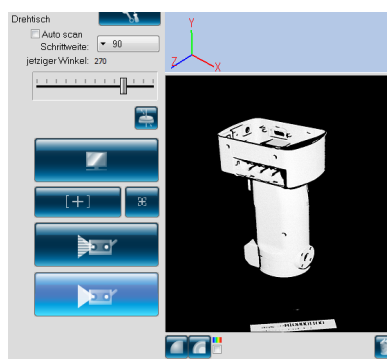 Drehtisch
Auto scan
Schrittweite: 90
jetziger Winkel: 270
Y
Z
X
[+]